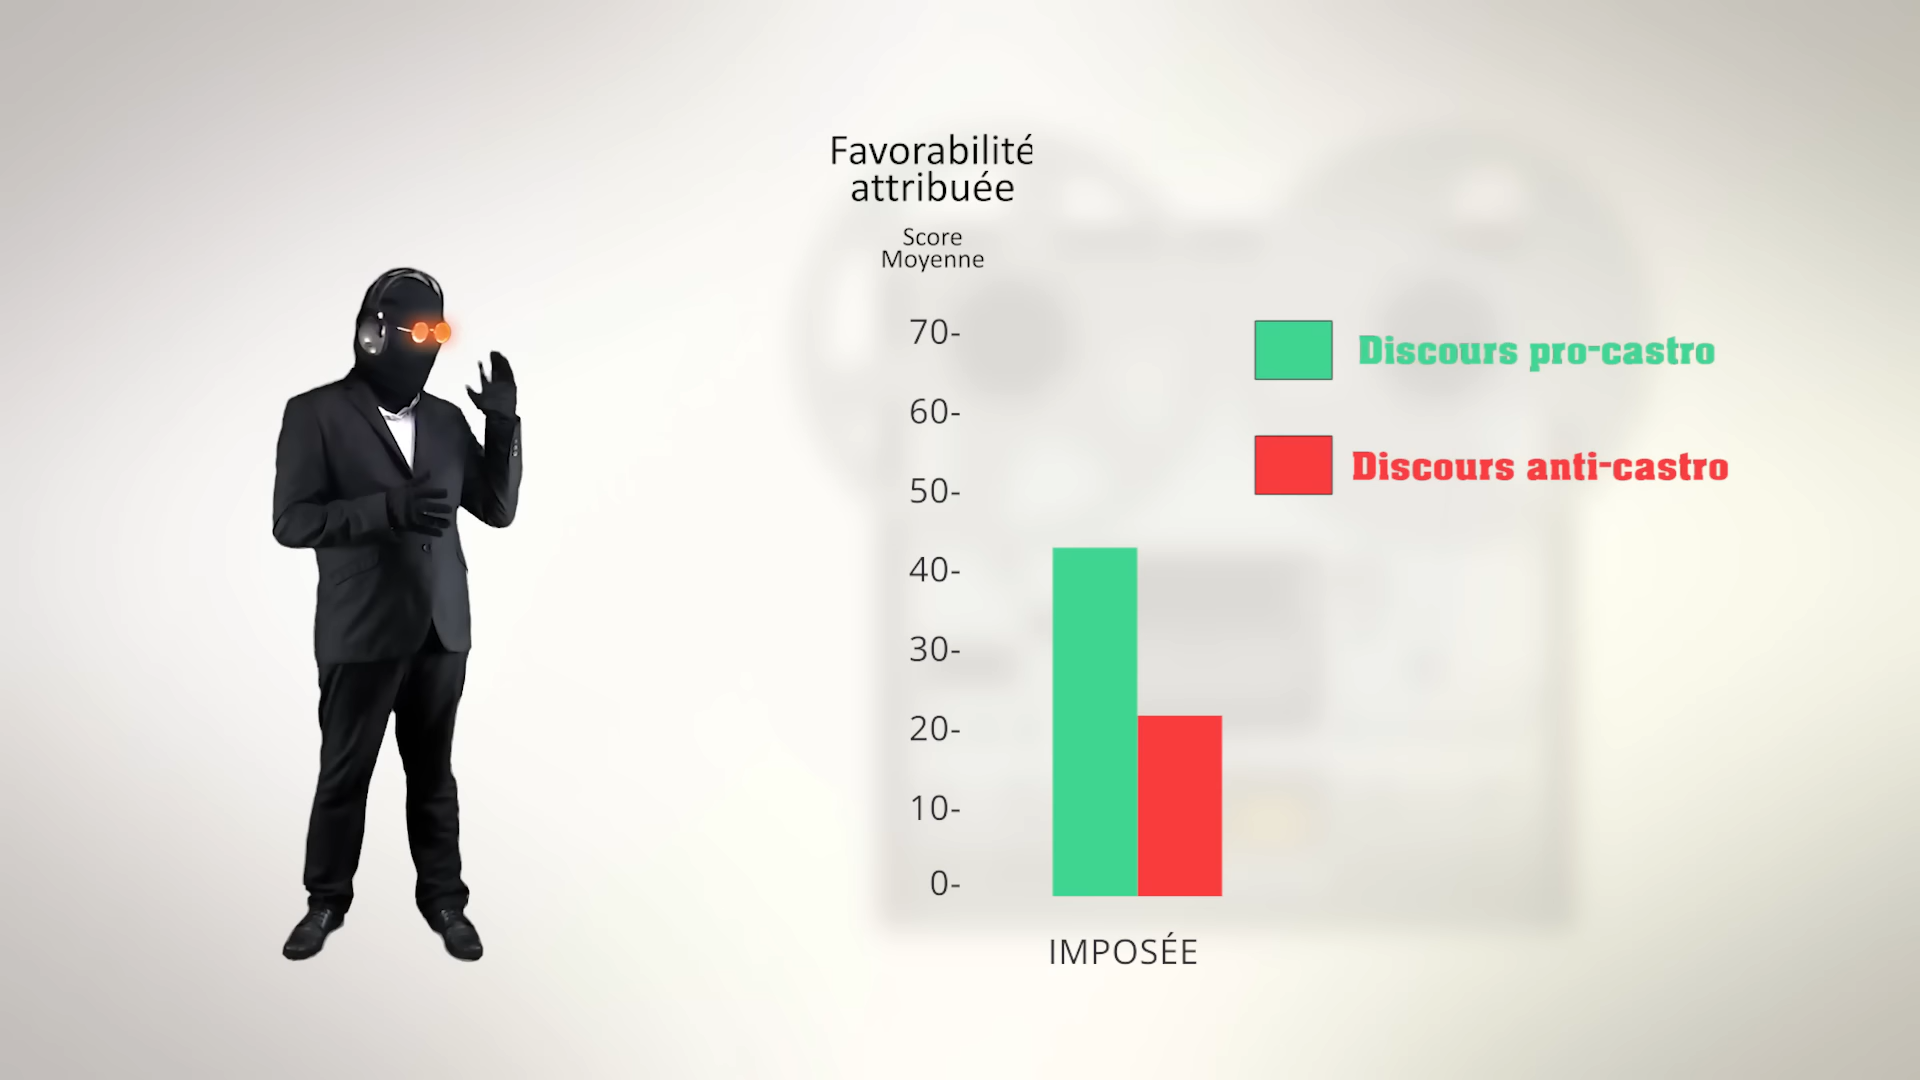 Favorabilité
attribuée
Score
Moyenne
70-
60-
50-
40-
30-
20-
10-
0-
Discours pro-castro
Discours anti-castro
IMPOSÉE